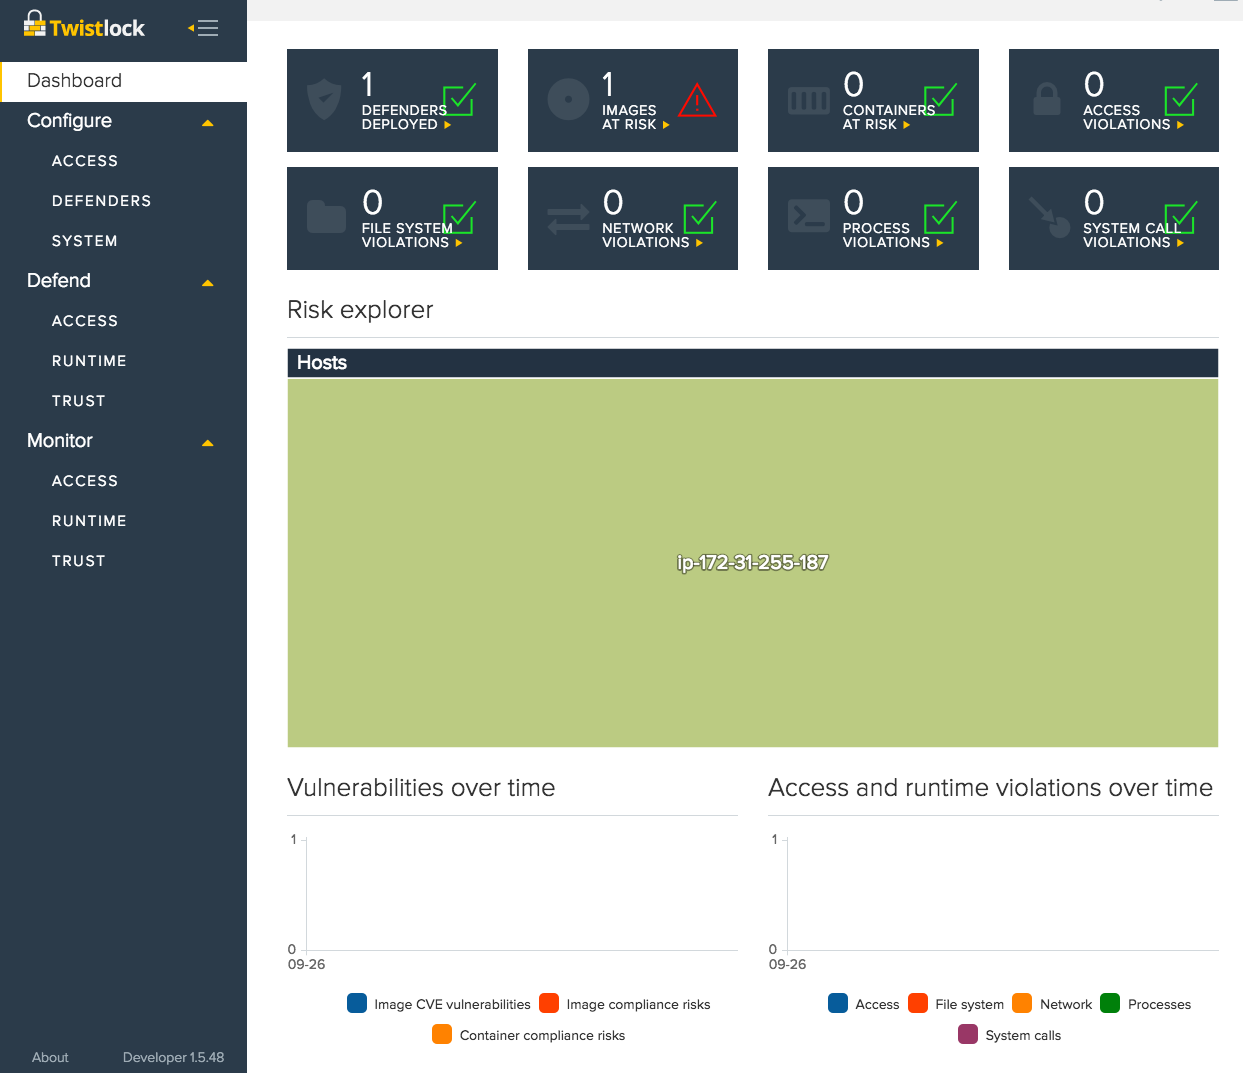 Twistlock
Dashboard
Configure
ACCESS
DEFENDERS
SYSTEM
Defend
ACCESS
RUNTIME
TRUST
Monitor
ACCESS
RUNTIME
TRUST
About
Developer 1.5.48
1
DEFENDERS
DEPLOYED
1
IMAGES
AT RISK
0
CONTAINERS
AT RISK
0
ACCESS
VIOLATIONS
0
FILE SYSTEM
VIOLATIONS
0
NETWORK
VIOLATIONS
0
PROCESS
VIOLATIONS
0
SYSTEM CALL
VIOLATIONS
Risk explorer
Hosts
ip-172-31-255-187
Vulnerabilities over time
1
0
09-26
Image CVE vulnerabilities
Image compliance risks
Container compliance risks
Access and runtime violations over time
1
0
09-26
Access
File system
Network
Processes
System calls